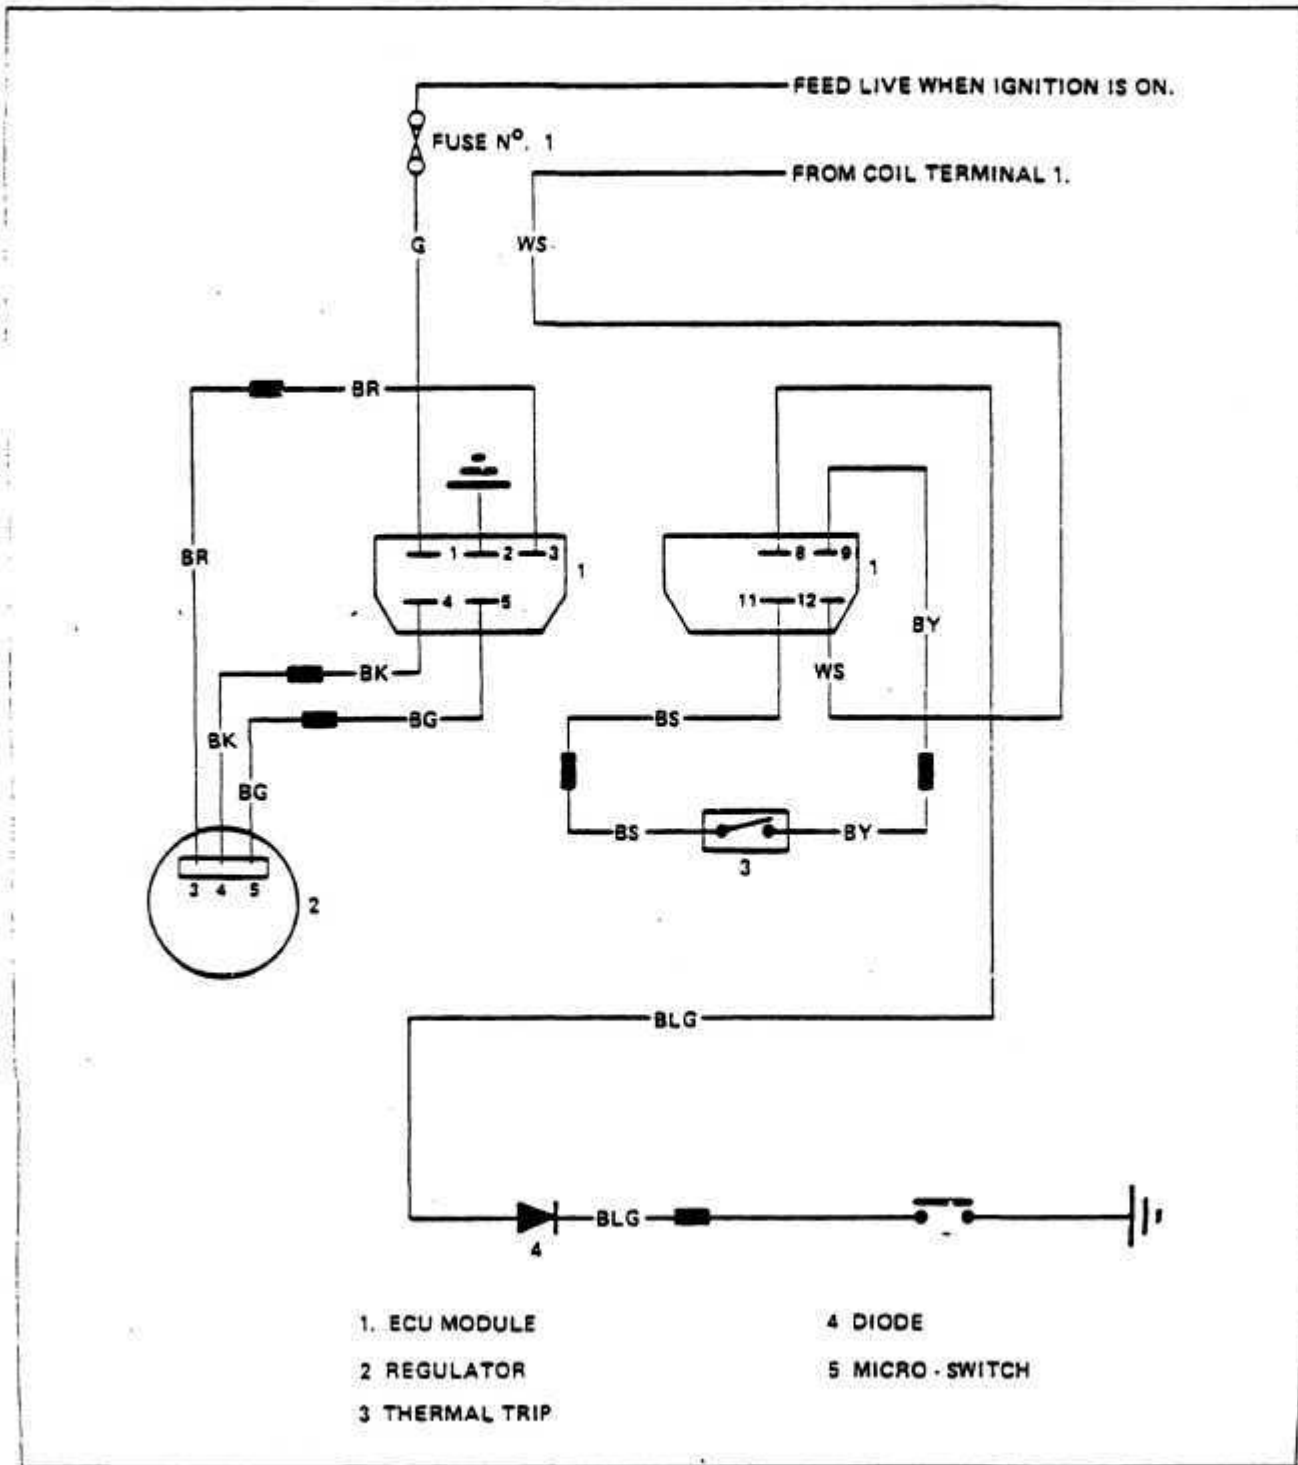 FEED LIVE WHEN IGNITION IS ON.
FUSE Nº. 1
FROM COIL TERMINAL 1.
G
WS
BR
BR
1 2 3
4 5
1
8 9
11 12
1
BY
WS
BK
BG
BS
BK
BG
BS
BY
3
3 4 5
2
BLG
BLG
4
1. ECU MODULE
2 REGULATOR
3 THERMAL TRIP
4 DIODE
5 MICRO - SWITCH